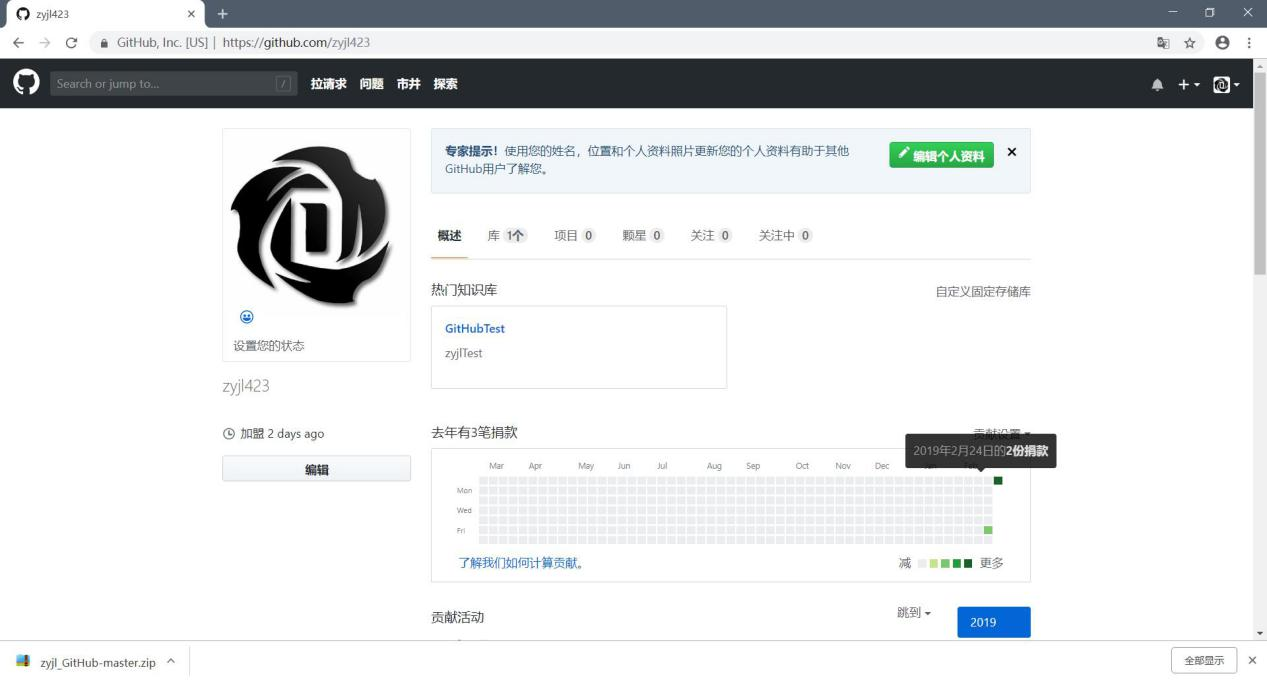 zyjl423
GitHub, Inc. [US] | https://github.com/zyjl423
Search or jump to... /
拉请求 问题 市井 探索
专家提示！使用您的姓名，位置和个人资料照片更新您的个人资料有助于其他
GitHub用户了解您。
编辑个人资料
概述 库 1个 项目 0 颗星 0 关注 0 关注中 0
热门知识库
自定义固定存储库
GitHubTest
zyjlTest
设置您的状态
zyjl423
加盟 2 days ago
编辑
去年有3笔捐款
贡献设置
2019年2月24日的2份捐款
Mar Apr May Jun Jul Aug Sep Oct Nov Dec Jan Feb
Mon
Wed
Fri
了解我们如何计算贡献。
减 更多
贡献活动
跳到
2019
zyjl_GitHub-master.zip
全部显示